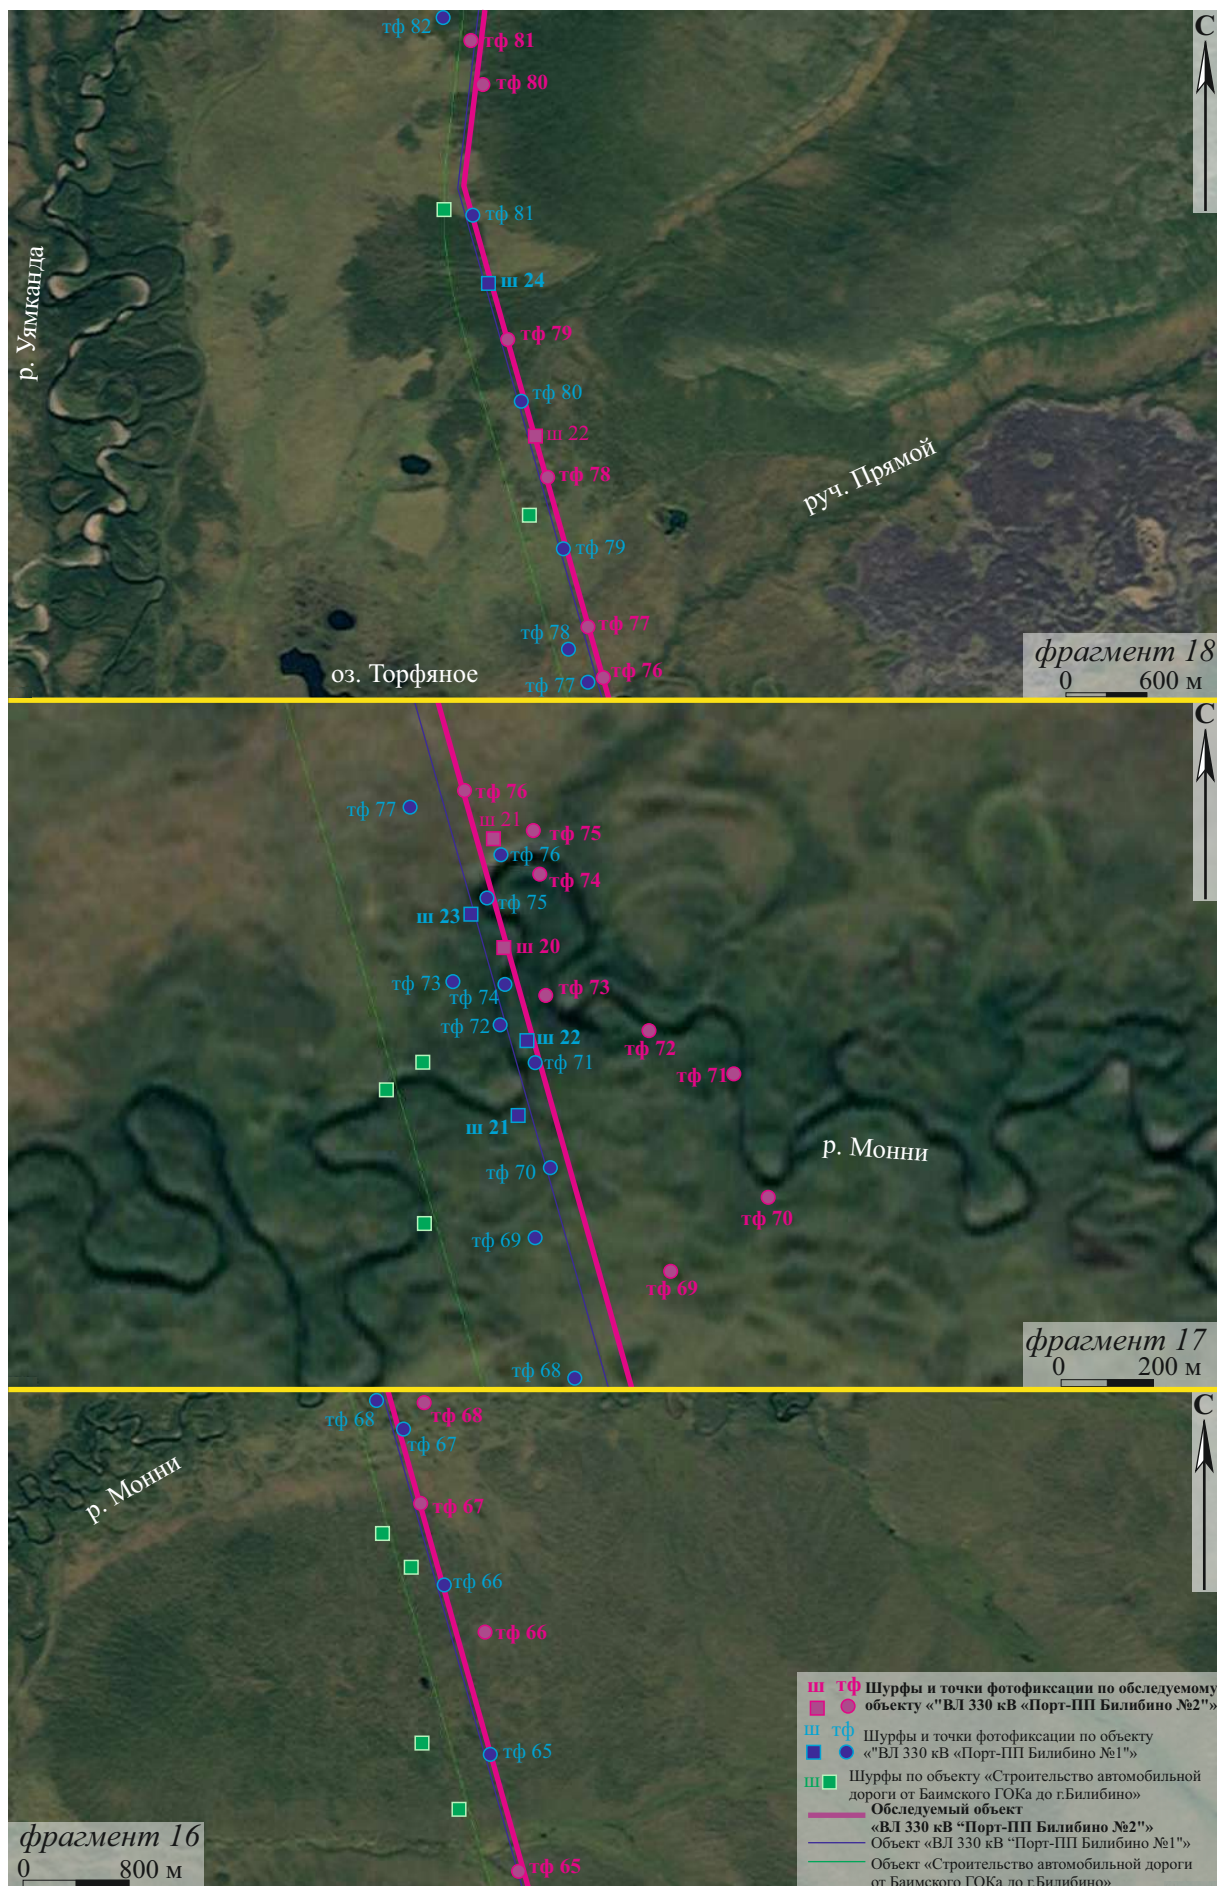 тф 82
С
тф 81
тф 80
тф 81
р. Уямканда
ш 24
тф 79
тф 80
ш 22
тф 78
руч. Прямой
тф 79
тф 77
тф 78
оз. Торфяное
тф 76
тф 77
фрагмент 18
0 600 м
С
тф 76
тф 77
ш 21
тф 75
тф 76
тф 74
тф 75
ш 23
ш 20
тф 73
тф 74
тф 73
тф 72
ш 22
тф 72
тф 71
тф 71
ш 21
р. Монни
тф 70
тф 70
тф 69
тф 69
фрагмент 17
0 200 м
тф 68
С
тф 68
тф 68
тф 67
р. Монни
тф 67
тф 66
тф 66
тф 65
тф 65
фрагмент 16
0 800 м
ш тф Шурфы и точки фотофиксации по обследуемому
объекту «"ВЛ 330 кВ «Порт-ПП Билибино №2"»
ш тф Шурфы и точки фотофиксации по объекту
«"ВЛ 330 кВ «Порт-ПП Билибино №1"»
ш Шурфы по объекту «Строительство автомобильной
дороги от Баимского ГОКа до г.Билибино»
Обследуемый объект
«ВЛ 330 кВ “Порт-ПП Билибино №2"»
Объект «ВЛ 330 кВ “Порт-ПП Билибино №1"»
Объект «Строительство автомобильной дороги
от Баимского ГОКа до г.Билибино»